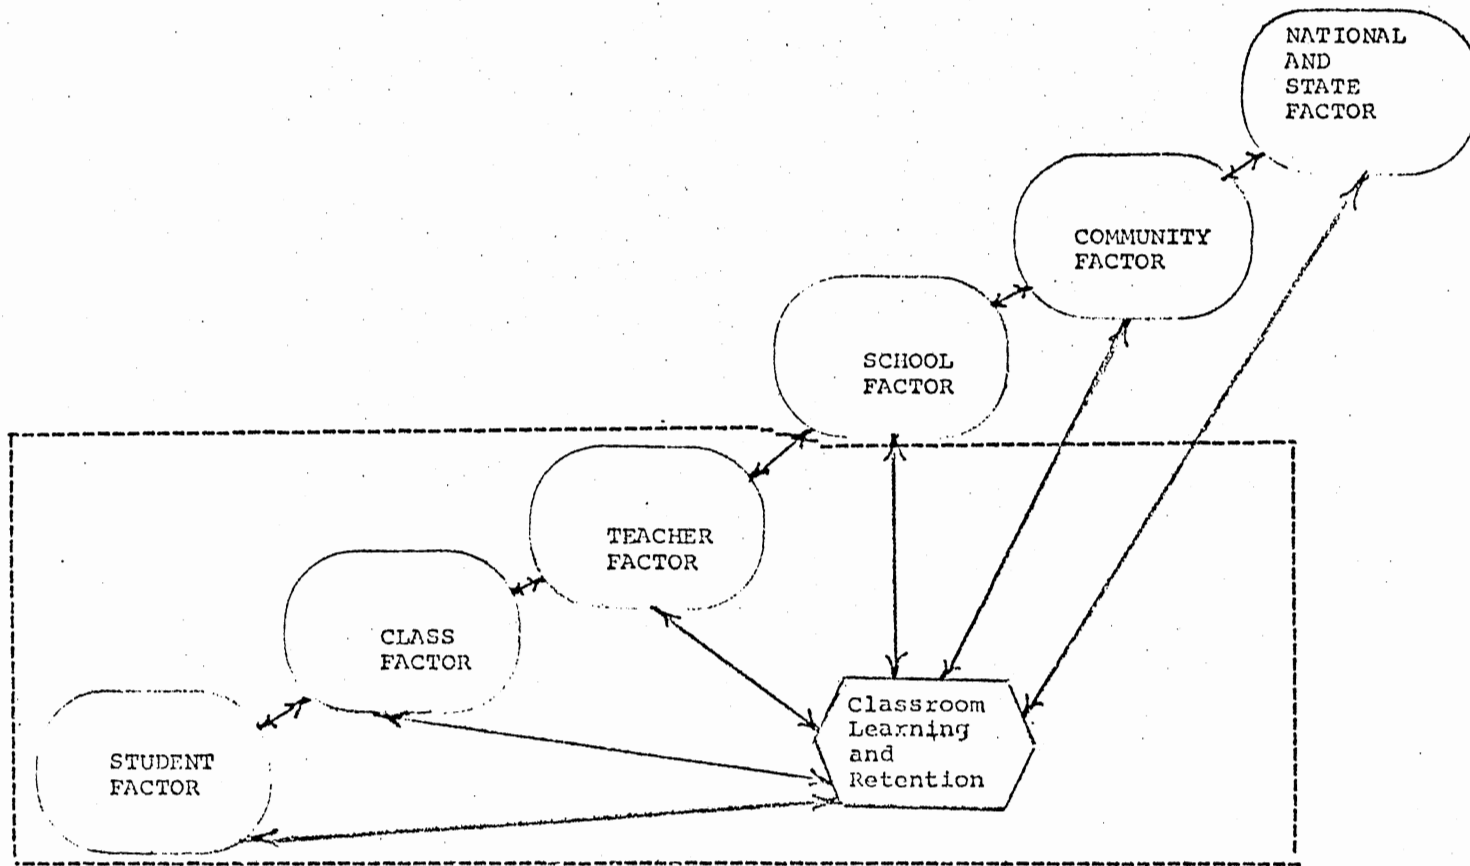 NATIONAL
AND
STATE
FACTOR
COMMUNITY
FACTOR
SCHOOL
FACTOR
TEACHER
FACTOR
CLASS
FACTOR
Classroom
Learning
and
Retention
STUDENT
FACTOR